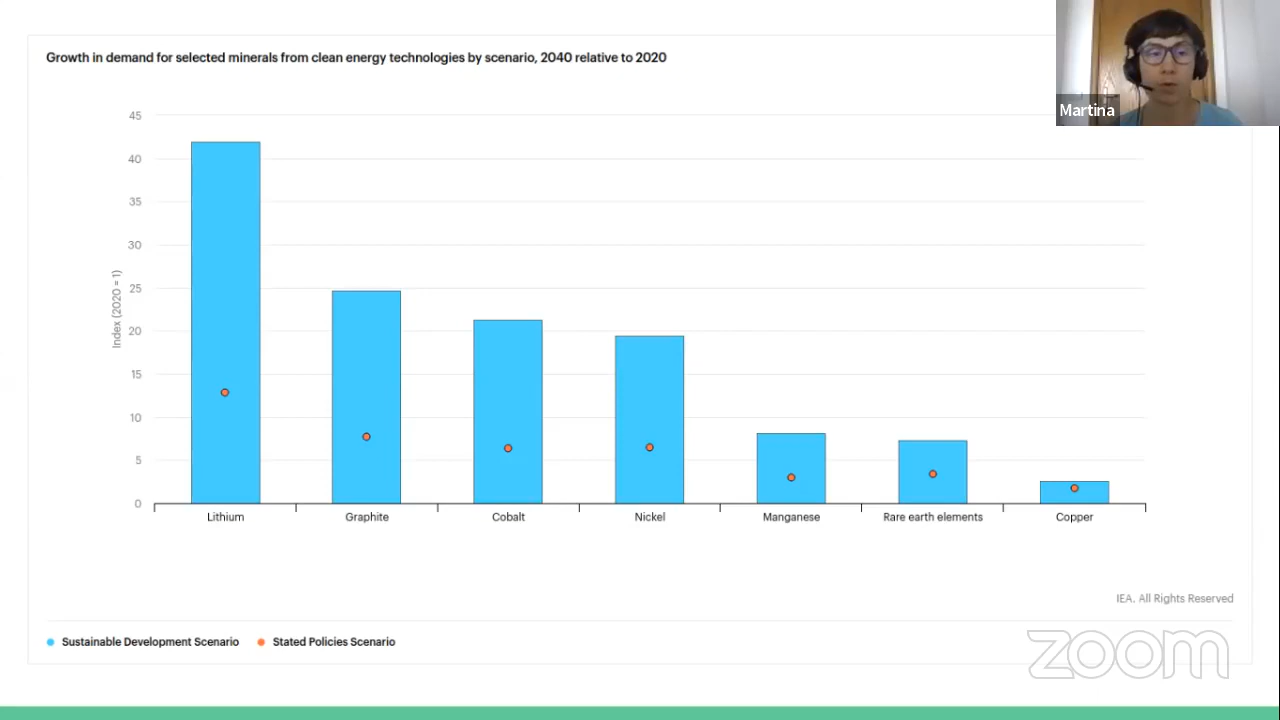 Growth in demand for selected minerals from clean energy technologies by scenario, 2040 relative to 2020
Martina
45
40
35
30
25
20
15
10
5
0
Index (2020 = 1)
Lithium
Graphite
Cobalt
Nickel
Manganese
Rare earth elements
Copper
IEA. All Rights Reserved
Sustainable Development Scenario
Stated Policies Scenario
zoom